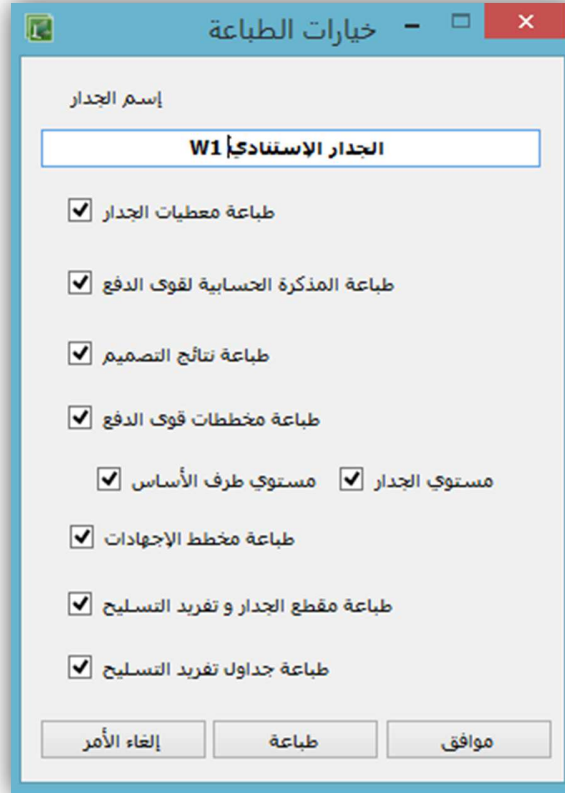 خيارات الطباعة
إسم الجدار
الجدار الإستنادي W1
طباعة معطيات الجدار
طباعة المذكرة الحسابية لقوى الدفع
طباعة نتائج التصميم
طباعة مخططات قوى الدفع
مستوي الجدار مستوي طرف الأساس
طباعة مخطط الإجهادات
طباعة مقطع الجدار و تفريد التسليح
طباعة جداول تفريد التسليح
موافق طباعة إلغاء الأمر